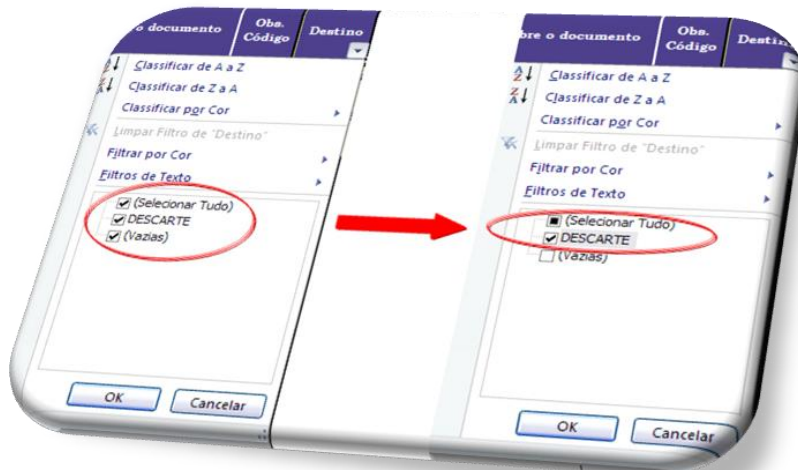 o documento
Obs.
Código
Destino
Classificar de A a Z
Classificar de Z a A
Classificar por Cor
Limpar Filtro de "Destino"
Filtrar por Cor
Filtros de Texto
(Selecionar Tudo)
DESCARTE
(Vazias)
OK
Cancelar
bre o documento
Obs.
Código
Destino
Classificar de A a Z
Classificar de Z a A
Classificar por Cor
Limpar Filtro de "Destino"
Filtrar por Cor
Filtros de Texto
(Selecionar Tudo)
DESCARTE
(Vazias)
OK
Cancelar